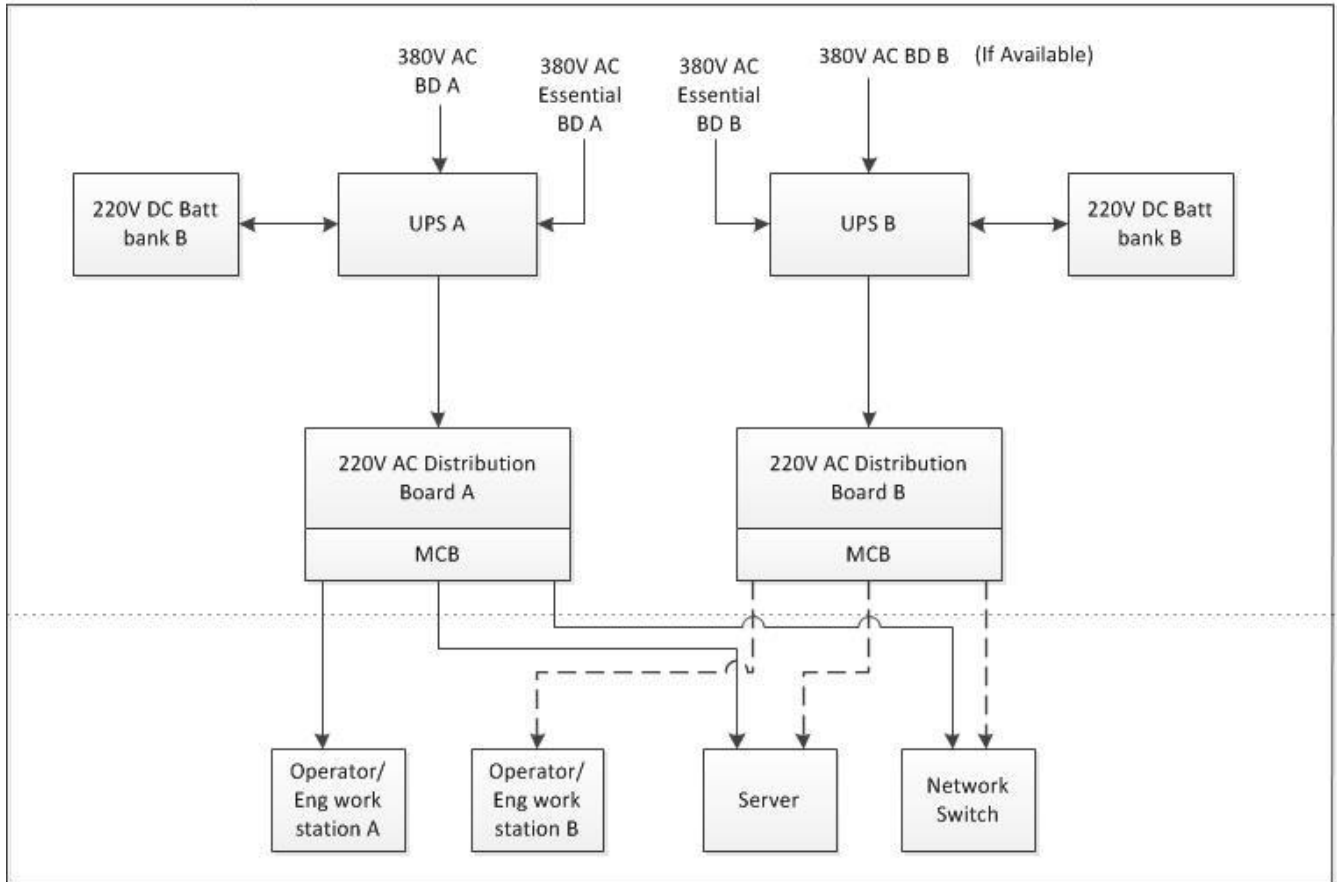 380V AC
BD A
380V AC
Essential
BD A
380V AC
Essential
BD B
380V AC BD B (If Available)
220V DC Batt
bank B
UPS A
UPS B
220V DC Batt
bank B
220V AC Distribution
Board A
MCB
220V AC Distribution
Board B
MCB
Operator/
Eng work
station A
Operator/
Eng work
station B
Server
Network
Switch